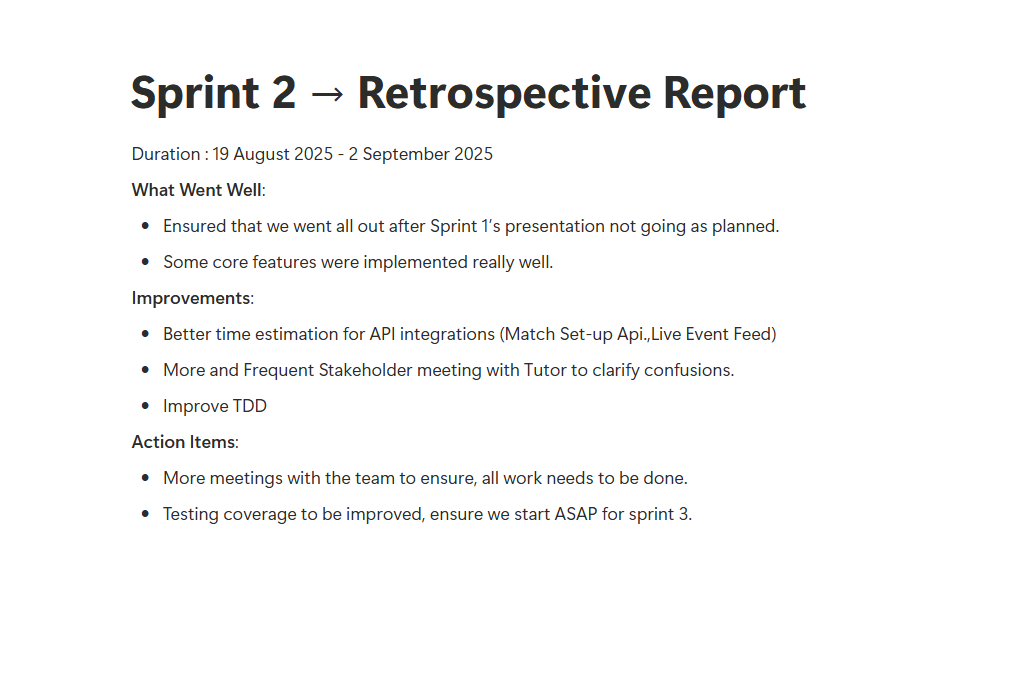 Sprint 2 → Retrospective Report
Duration : 19 August 2025 - 2 September 2025
What Went Well:
• Ensured that we went all out after Sprint 1's presentation not going as planned.
• Some core features were implemented really well.
Improvements:
• Better time estimation for API integrations (Match Set-up Api.,Live Event Feed)
• More and Frequent Stakeholder meeting with Tutor to clarify confusions.
• Improve TDD
Action Items:
• More meetings with the team to ensure, all work needs to be done.
• Testing coverage to be improved, ensure we start ASAP for sprint 3.